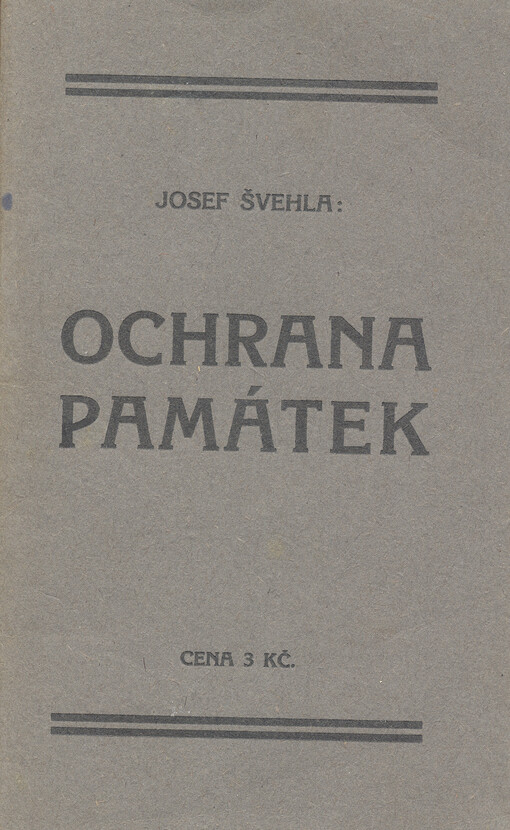 JOSEF ŠVEHLA:
OCHRANA
PAMÁTEK
CENA 3 KČ.